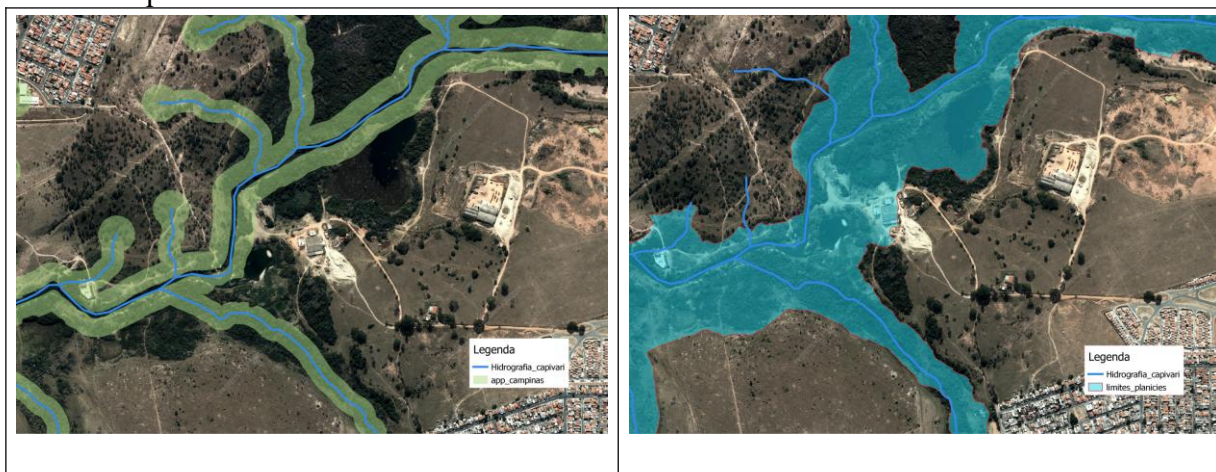 Legenda
Hidrografia_capivari
app_campinas
Legenda
Hidrografia_capivari
limites_planicies